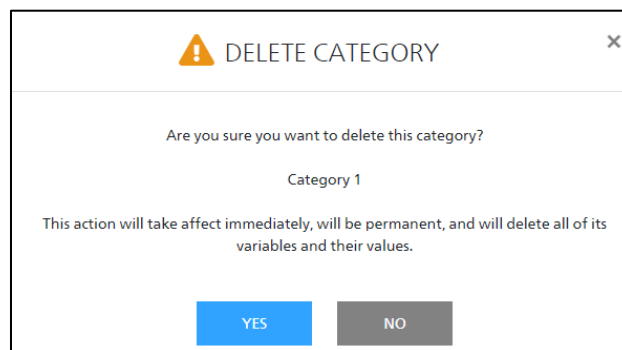 DELETE CATEGORY
Are you sure you want to delete this category?
Category 1
This action will take affect immediately, will be permanent, and will delete all of its
variables and their values.
YES NO